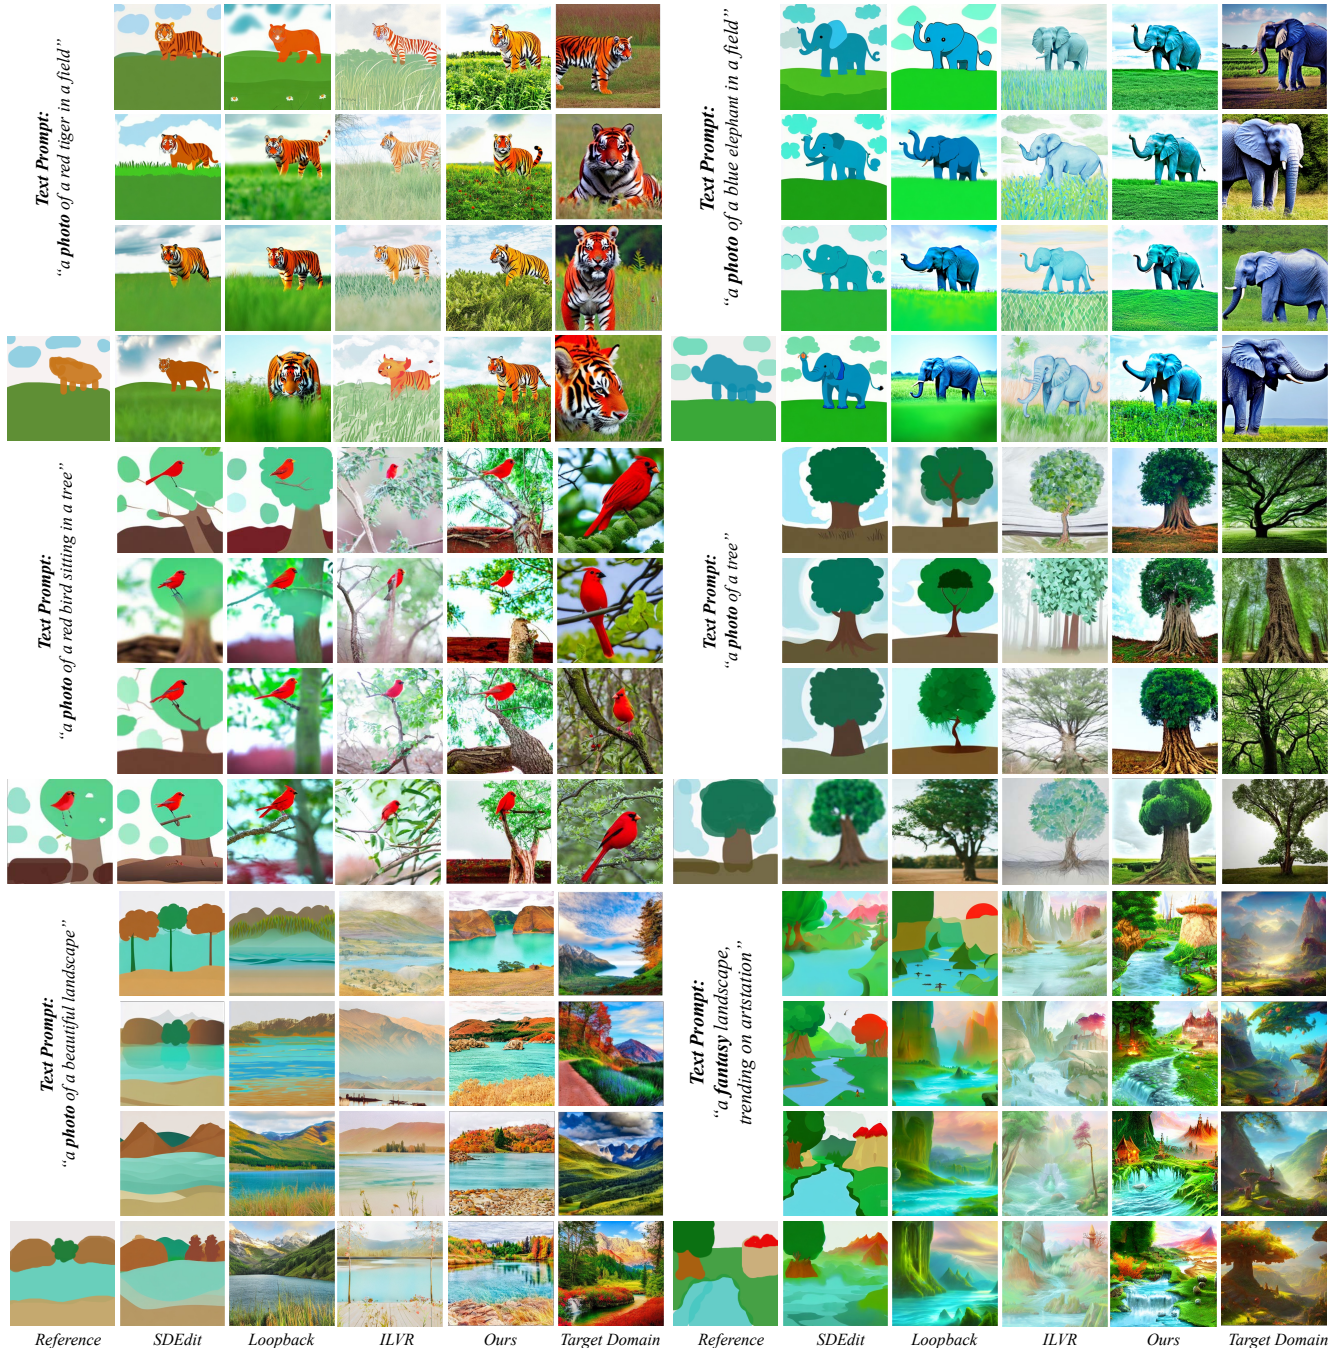 Text Prompt:
“a photo of a red tiger in a field”
Text Prompt:
“a photo of a blue elephant in a field”
Text Prompt:
“a photo of a red bird sitting in a tree”
Text Prompt:
“a photo of a tree”
Text Prompt:
“a photo of a beautiful landscape”
Text Prompt:
“a fantasy landscape,
trending on artstation”
Reference SDEdit Loopback ILVR Ours Target Domain Reference SDEdit Loopback ILVR Ours Target Domain